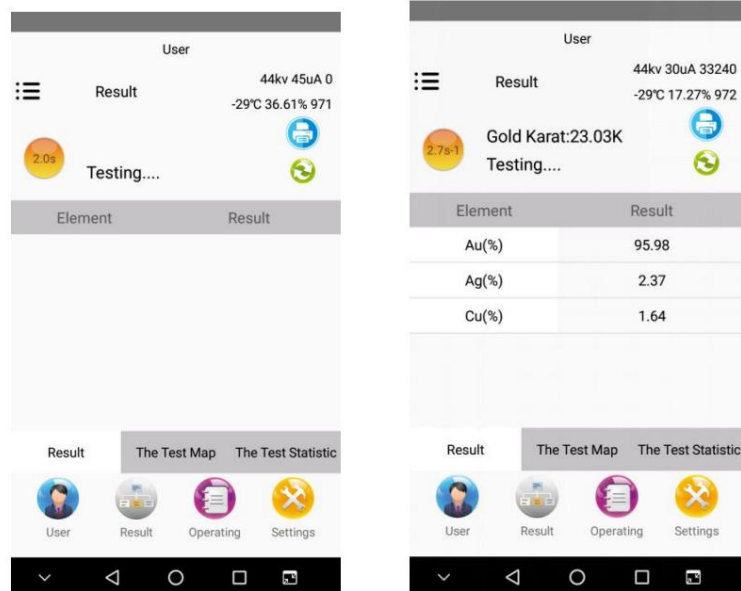 User
Result
44kv 45uA 0
-29℃ 36.61% 971
2.0s
Testing....
Element Result
Result The Test Map The Test Statistic
User Result Operating Settings
User
Result
44kv 30uA 33240
-29℃ 17.27% 972
2.7s-1
Gold Karat:23.03K
Testing....
Element Result
Au(%) 95.98
Ag(%) 2.37
Cu(%) 1.64
Result The Test Map The Test Statistic
User Result Operating Settings